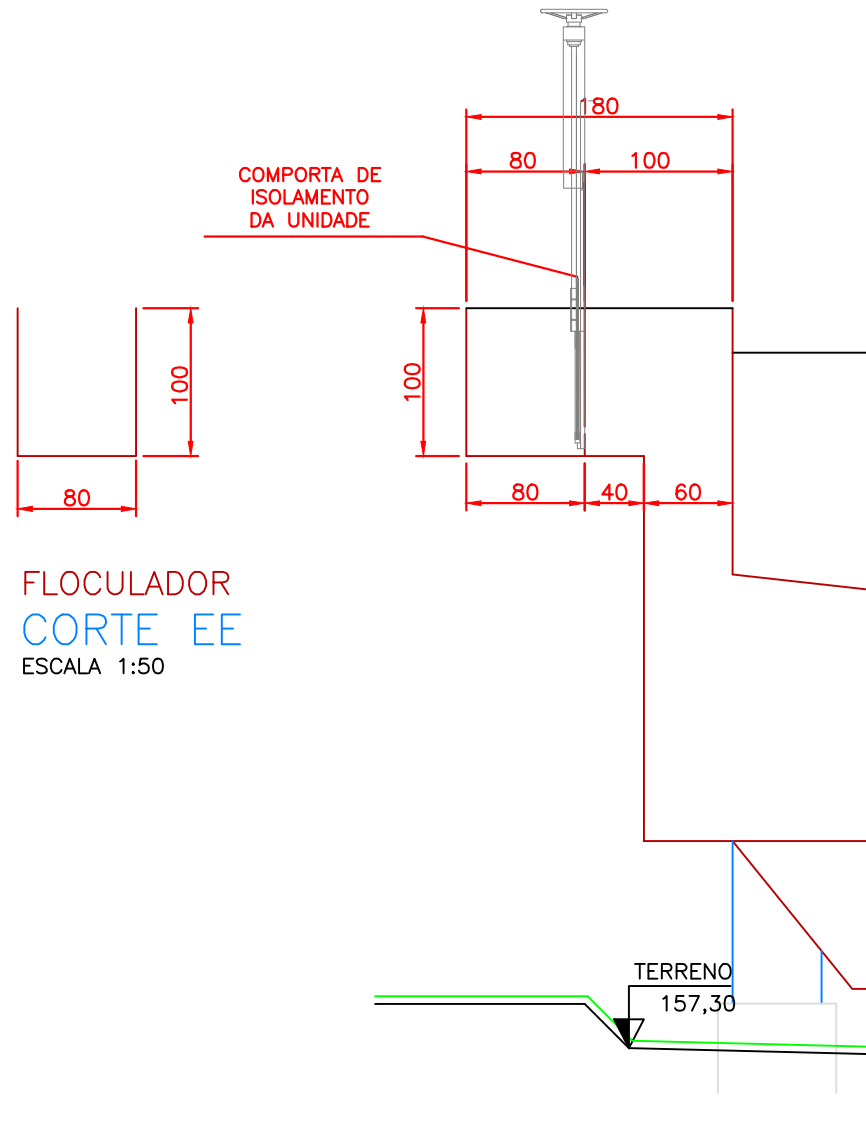 180
80
100
COMPORTA DE
ISOLAMENTO
DA UNIDADE
100
100
80
80
40
60
FLOCULADOR
CORTE EE
ESCALA 1:50
TERRENO
157,30